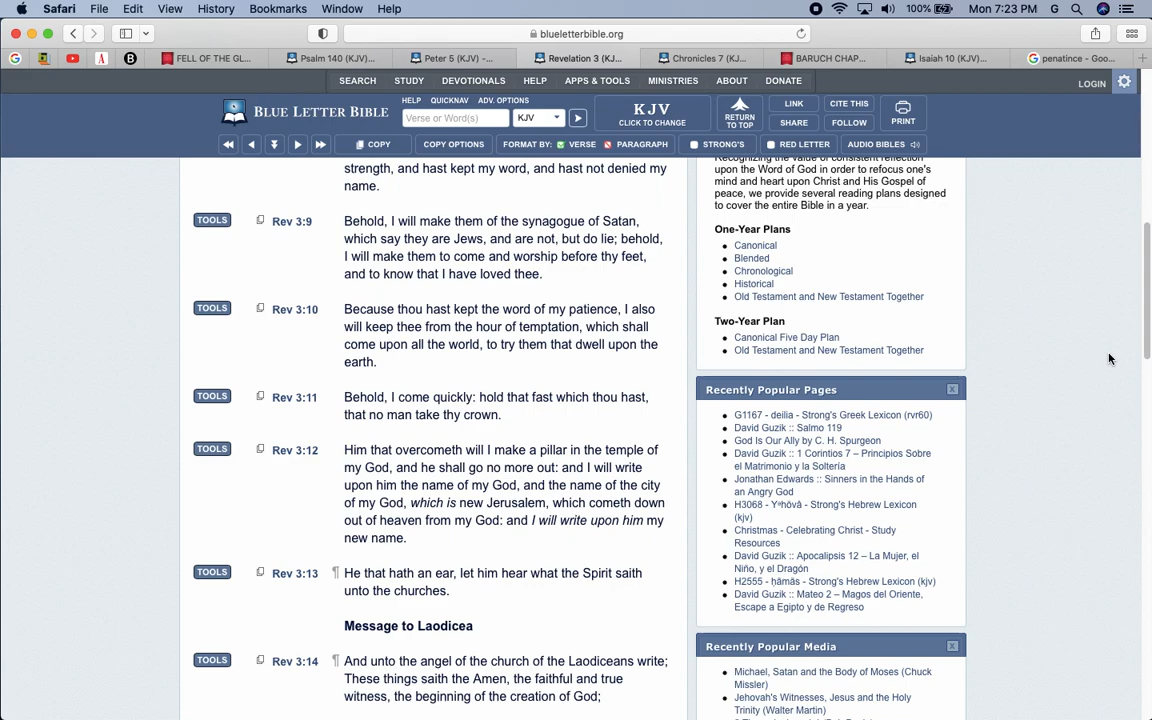 Safari File Edit View History Bookmarks Window Help 100% Mon 7:23 PM G
blueletterbible.org
FELL OF THE GL... Psalm 140 (KJV)... Peter 5 (KJV) -... Revelation 3 (KJ... Chronicles 7 (KJ... BARUCH CHAP... Isaiah 10 (KJV)... penatince - Goo...
SEARCH STUDY DEVOTIONALS HELP APPS & TOOLS MINISTRIES ABOUT DONATE LOGIN
BLUE LETTER BIBLE
HELP QUICKNAV ADV. OPTIONS
Verse or Word(s) KJV
KJV
CLICK TO CHANGE
RETURN
TO TOP
LINK CITE THIS
SHARE FOLLOW
PRINT
COPY COPY OPTIONS FORMAT BY: VERSE PARAGRAPH STRONG'S RED LETTER AUDIO BIBLES
strength, and hast kept my word, and hast not denied my
name.
TOOLS Rev 3:9 Behold, I will make them of the synagogue of Satan,
which say they are Jews, and are not, but do lie; behold,
I will make them to come and worship before thy feet,
and to know that I have loved thee.
TOOLS Rev 3:10 Because thou hast kept the word of my patience, I also
will keep thee from the hour of temptation, which shall
come upon all the world, to try them that dwell upon the
earth.
TOOLS Rev 3:11 Behold, I come quickly: hold that fast which thou hast,
that no man take thy crown.
TOOLS Rev 3:12 Him that overcometh will I make a pillar in the temple of
my God, and he shall go no more out: and I will write
upon him the name of my God, and the name of the city
of my God, which is new Jerusalem, which cometh down
out of heaven from my God: and I will write upon him my
new name.
TOOLS Rev 3:13 ¶ He that hath an ear, let him hear what the Spirit saith
unto the churches.
Message to Laodicea
TOOLS Rev 3:14 ¶ And unto the angel of the church of the Laodiceans write;
These things saith the Amen, the faithful and true
witness, the beginning of the creation of God;
Recognizing the value of consistent reflection
upon the Word of God in order to refocus one's
mind and heart upon Christ and His Gospel of
peace, we provide several reading plans designed
to cover the entire Bible in a year.
One-Year Plans
Canonical
Blended
Chronological
Historical
Old Testament and New Testament Together
Two-Year Plan
Canonical Five Day Plan
Old Testament and New Testament Together
Recently Popular Pages
G1167 - deilia - Strong's Greek Lexicon (rvr60)
David Guzik :: Salmo 119
God Is Our Ally by C. H. Spurgeon
David Guzik :: 1 Corintios 7 – Principios Sobre
el Matrimonio y la Soltería
Jonathan Edwards :: Sinners in the Hands of
an Angry God
H3068 - Yᵊhōvâ - Strong's Hebrew Lexicon
(kjv)
Christmas - Celebrating Christ - Study
Resources
David Guzik :: Apocalipsis 12 – La Mujer, el
Niño, y el Dragón
H2555 - ḥāmās - Strong's Hebrew Lexicon (kjv)
David Guzik :: Mateo 2 – Magos del Oriente,
Escape a Egipto y de Regreso
Recently Popular Media
Michael, Satan and the Body of Moses (Chuck
Missler)
Jehovah's Witnesses, Jesus and the Holy
Trinity (Walter Martin)